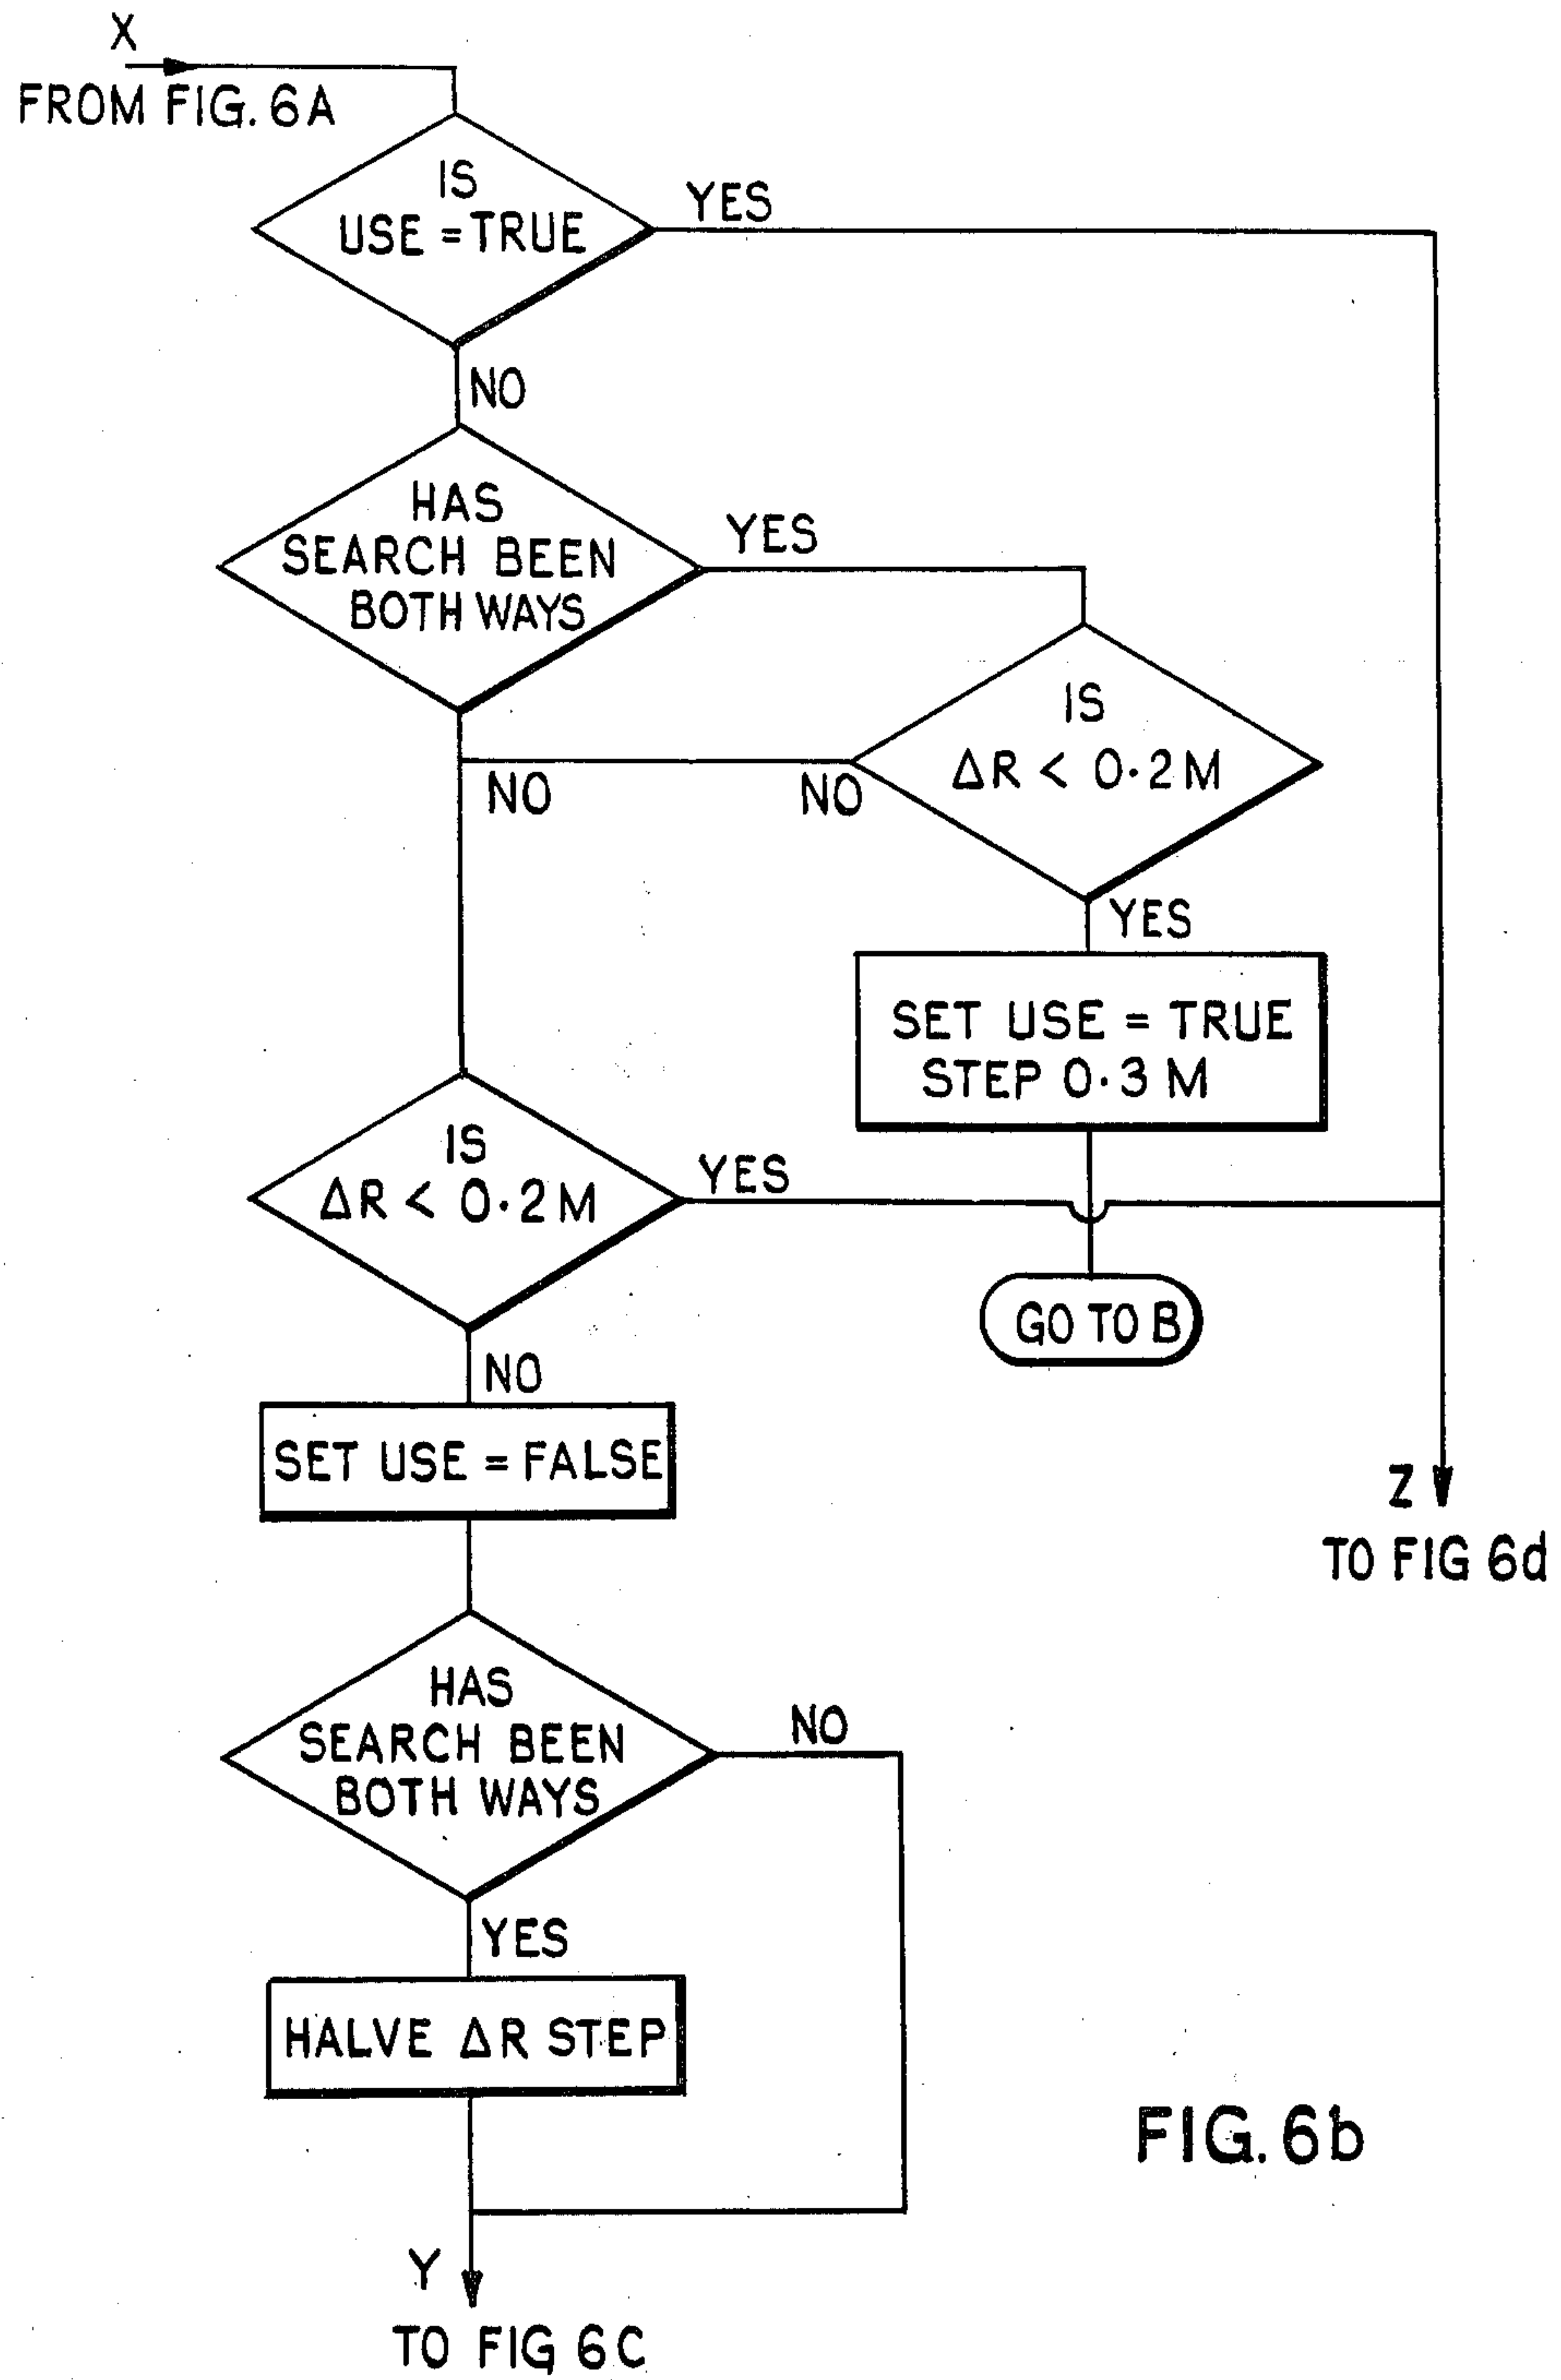 X
FROM FIG. 6A
IS
USE = TRUE
YES
NO
HAS
SEARCH BEEN
BOTH WAYS
YES
IS
ΔR < 0·2M
NO
NO
YES
SET USE = TRUE
STEP 0·3 M
IS
ΔR < 0·2M
YES
GO TO B
NO
SET USE = FALSE
Z
TO FIG 6d
HAS
SEARCH BEEN
BOTH WAYS
NO
YES
HALVE ΔR STEP
FIG. 6b
Y
TO FIG 6C